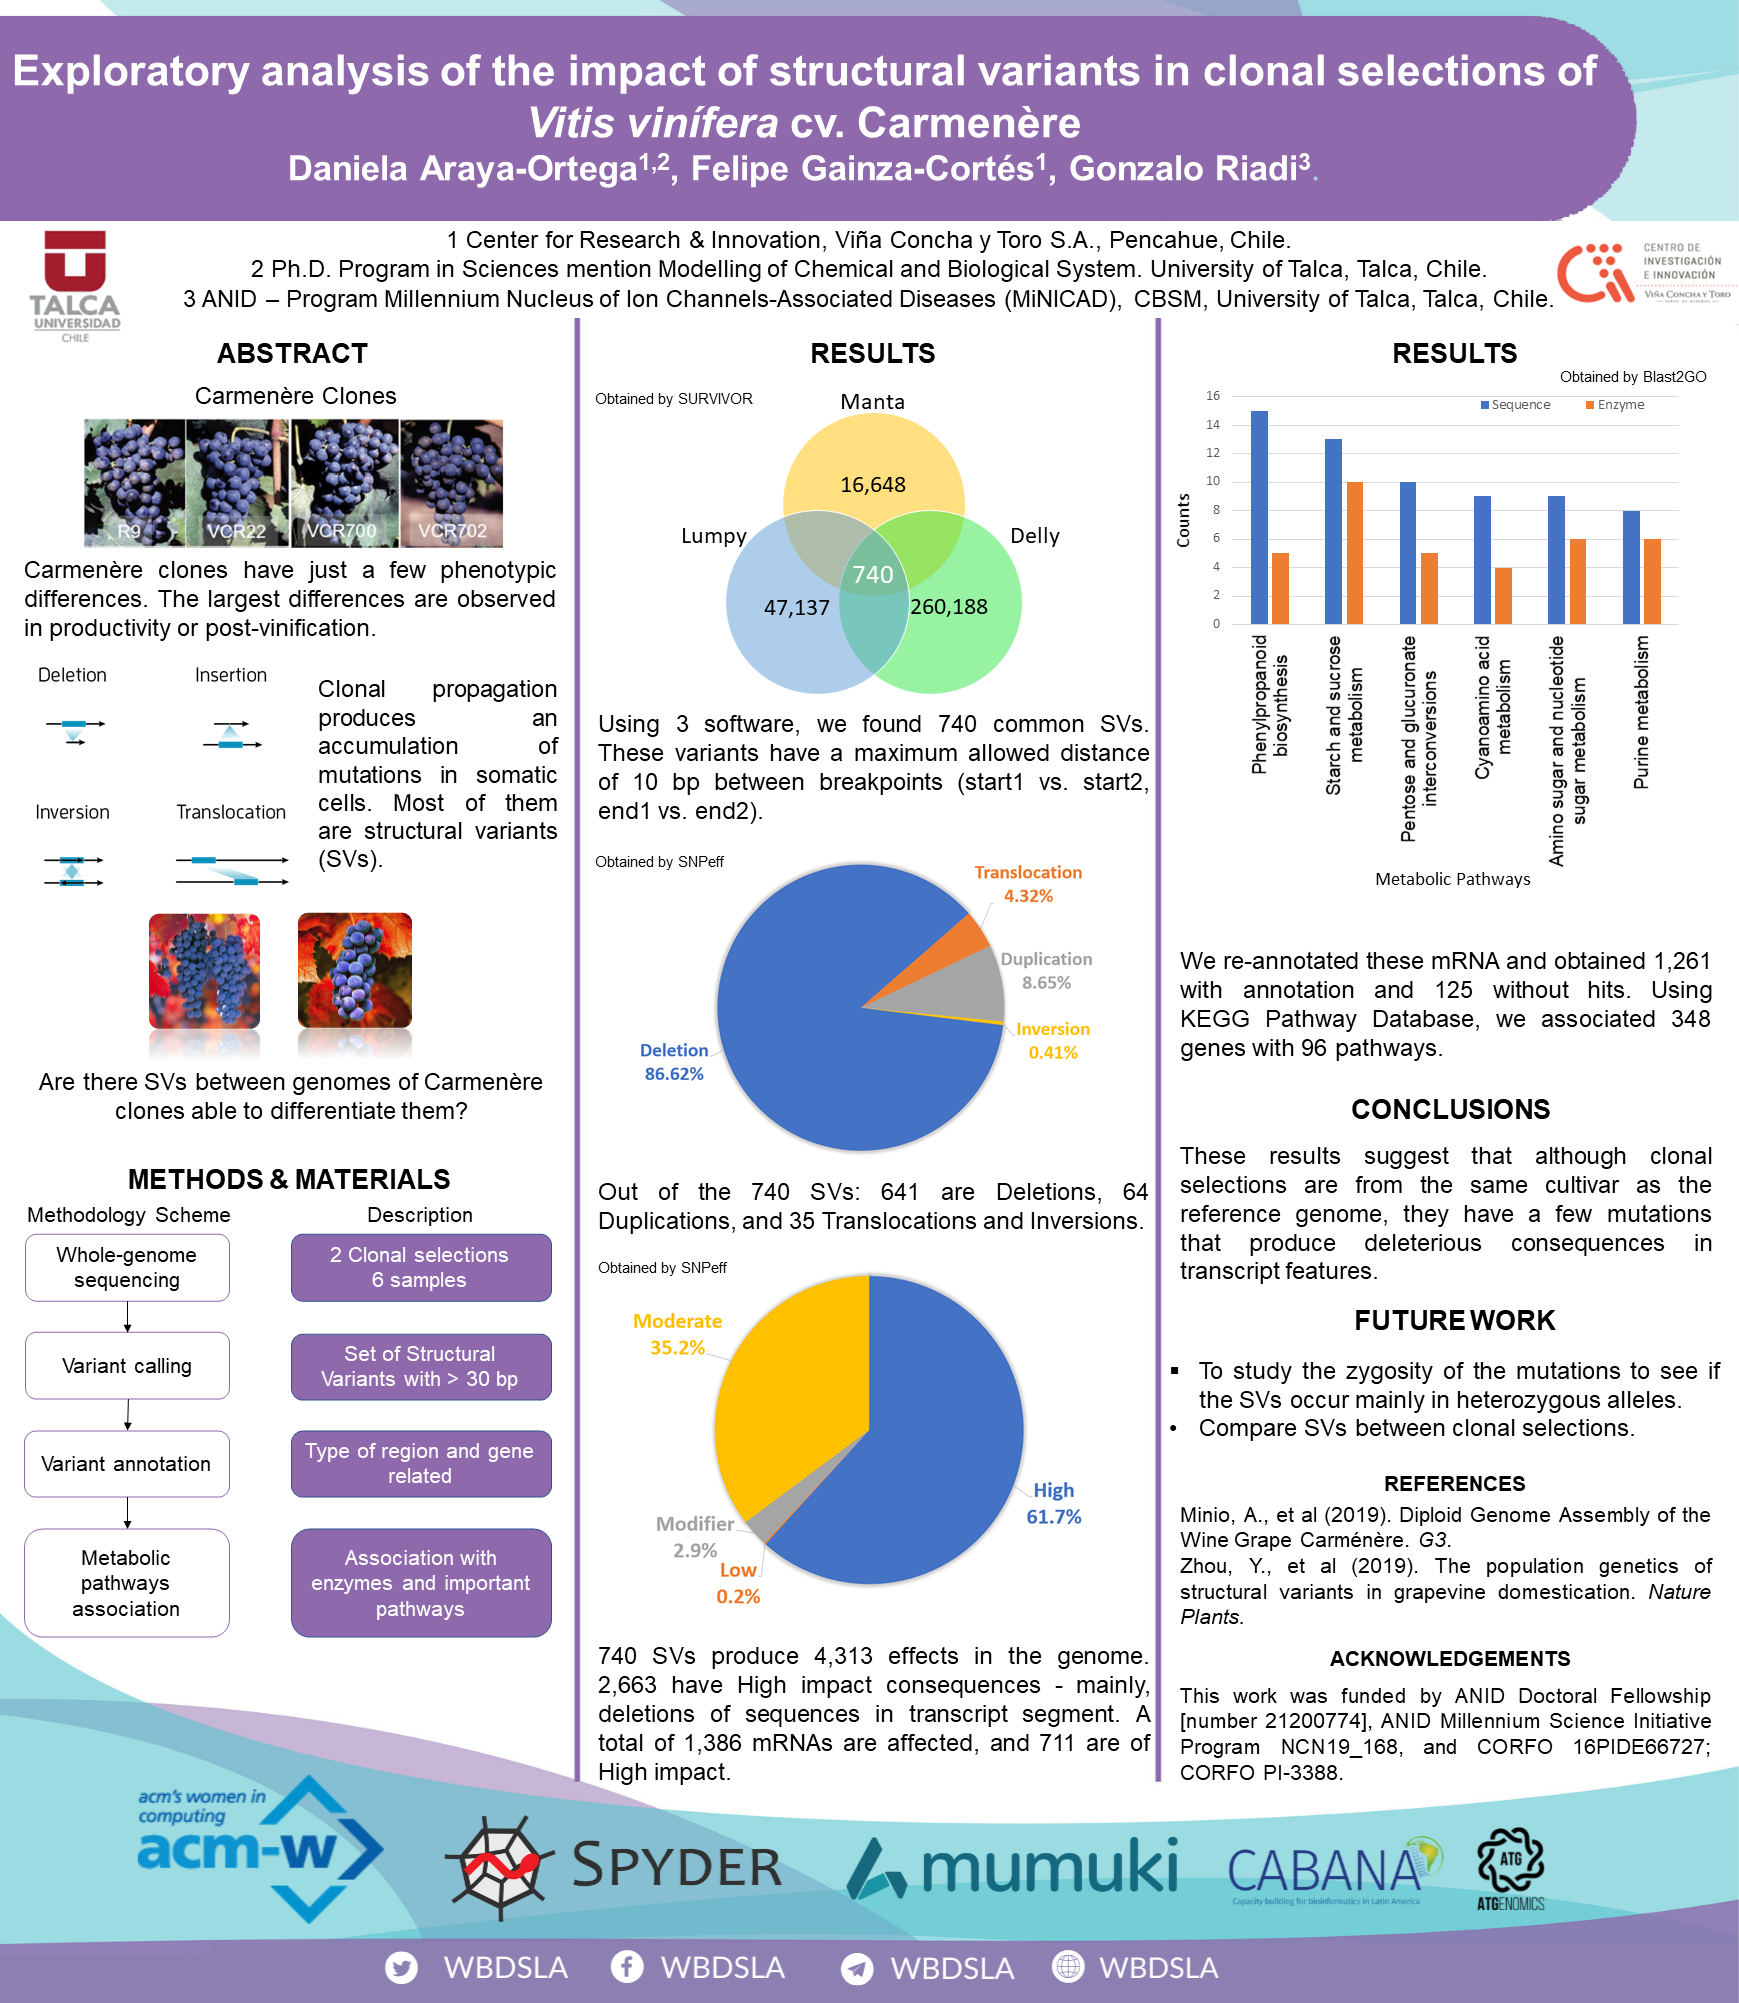 Exploratory analysis of the impact of structural variants in clonal selections of
Vitis vinífera cv. Carmenère
Daniela Araya-Ortega1,2, Felipe Gainza-Cortés1, Gonzalo Riadi3.
TALCA
UNIVERSIDAD
CHILE
1 Center for Research & Innovation, Viña Concha y Toro S.A., Pencahue, Chile.
2 Ph.D. Program in Sciences mention Modelling of Chemical and Biological System. University of Talca, Talca, Chile.
3 ANID – Program Millennium Nucleus of Ion Channels-Associated Diseases (MiNICAD), CBSM, University of Talca, Talca, Chile.
CENTRO DE
INVESTIGACIÓN
E INNOVACIÓN
VIÑA CONCHA Y TORO
ABSTRACT
Carmenère Clones
R9
VCR22
VCR700
VCR702
Carmenère clones have just a few phenotypic
differences. The largest differences are observed
in productivity or post-vinification.
Deletion
Insertion
Inversion
Translocation
Clonal propagation
produces an
accumulation of
mutations in somatic
cells. Most of them
are structural variants
(SVs).
Are there SVs between genomes of Carmenère
clones able to differentiate them?
METHODS & MATERIALS
Methodology Scheme
Description
Whole-genome
sequencing
2 Clonal selections
6 samples
Variant calling
Set of Structural
Variants with > 30 bp
Variant annotation
Type of region and gene
related
Metabolic
pathways
association
Association with
enzymes and important
pathways
RESULTS
Obtained by SURVIVOR
Manta
16,648
Lumpy
Delly
740
47,137
260,188
Using 3 software, we found 740 common SVs.
These variants have a maximum allowed distance
of 10 bp between breakpoints (start1 vs. start2,
end1 vs. end2).
Obtained by SNPeff
Translocation
4.32%
Duplication
8.65%
Inversion
0.41%
Deletion
86.62%
Out of the 740 SVs: 641 are Deletions, 64
Duplications, and 35 Translocations and Inversions.
Obtained by SNPeff
Moderate
35.2%
High
61.7%
Modifier
2.9%
Low
0.2%
740 SVs produce 4,313 effects in the genome.
2,663 have High impact consequences - mainly,
deletions of sequences in transcript segment. A
total of 1,386 mRNAs are affected, and 711 are of
High impact.
RESULTS
Obtained by Blast2GO
Sequence
Enzyme
16
14
12
10
8
6
4
2
0
Counts
Phenylpropanoid
biosynthesis
Starch and sucrose
metabolism
Pentose and glucuronate
interconversions
Cyanoamino acid
metabolism
Amino sugar and nucleotide
sugar metabolism
Purine metabolism
Metabolic Pathways
We re-annotated these mRNA and obtained 1,261
with annotation and 125 without hits. Using
KEGG Pathway Database, we associated 348
genes with 96 pathways.
CONCLUSIONS
These results suggest that although clonal
selections are from the same cultivar as the
reference genome, they have a few mutations
that produce deleterious consequences in
transcript features.
FUTURE WORK
▪ To study the zygosity of the mutations to see if
the SVs occur mainly in heterozygous alleles.
• Compare SVs between clonal selections.
REFERENCES
Minio, A., et al (2019). Diploid Genome Assembly of the
Wine Grape Carménère. G3.
Zhou, Y., et al (2019). The population genetics of
structural variants in grapevine domestication. Nature
Plants.
ACKNOWLEDGEMENTS
This work was funded by ANID Doctoral Fellowship
[number 21200774], ANID Millennium Science Initiative
Program NCN19_168, and CORFO 16PIDE66727;
CORFO PI-3388.
acm's women in
computing
acm-w
SPYDER
mumuki
CABANA
Capacity building for bioinformatics in Latin America
ATG
ATGENOMICS
WBDSLA
WBDSLA
WBDSLA
WBDSLA